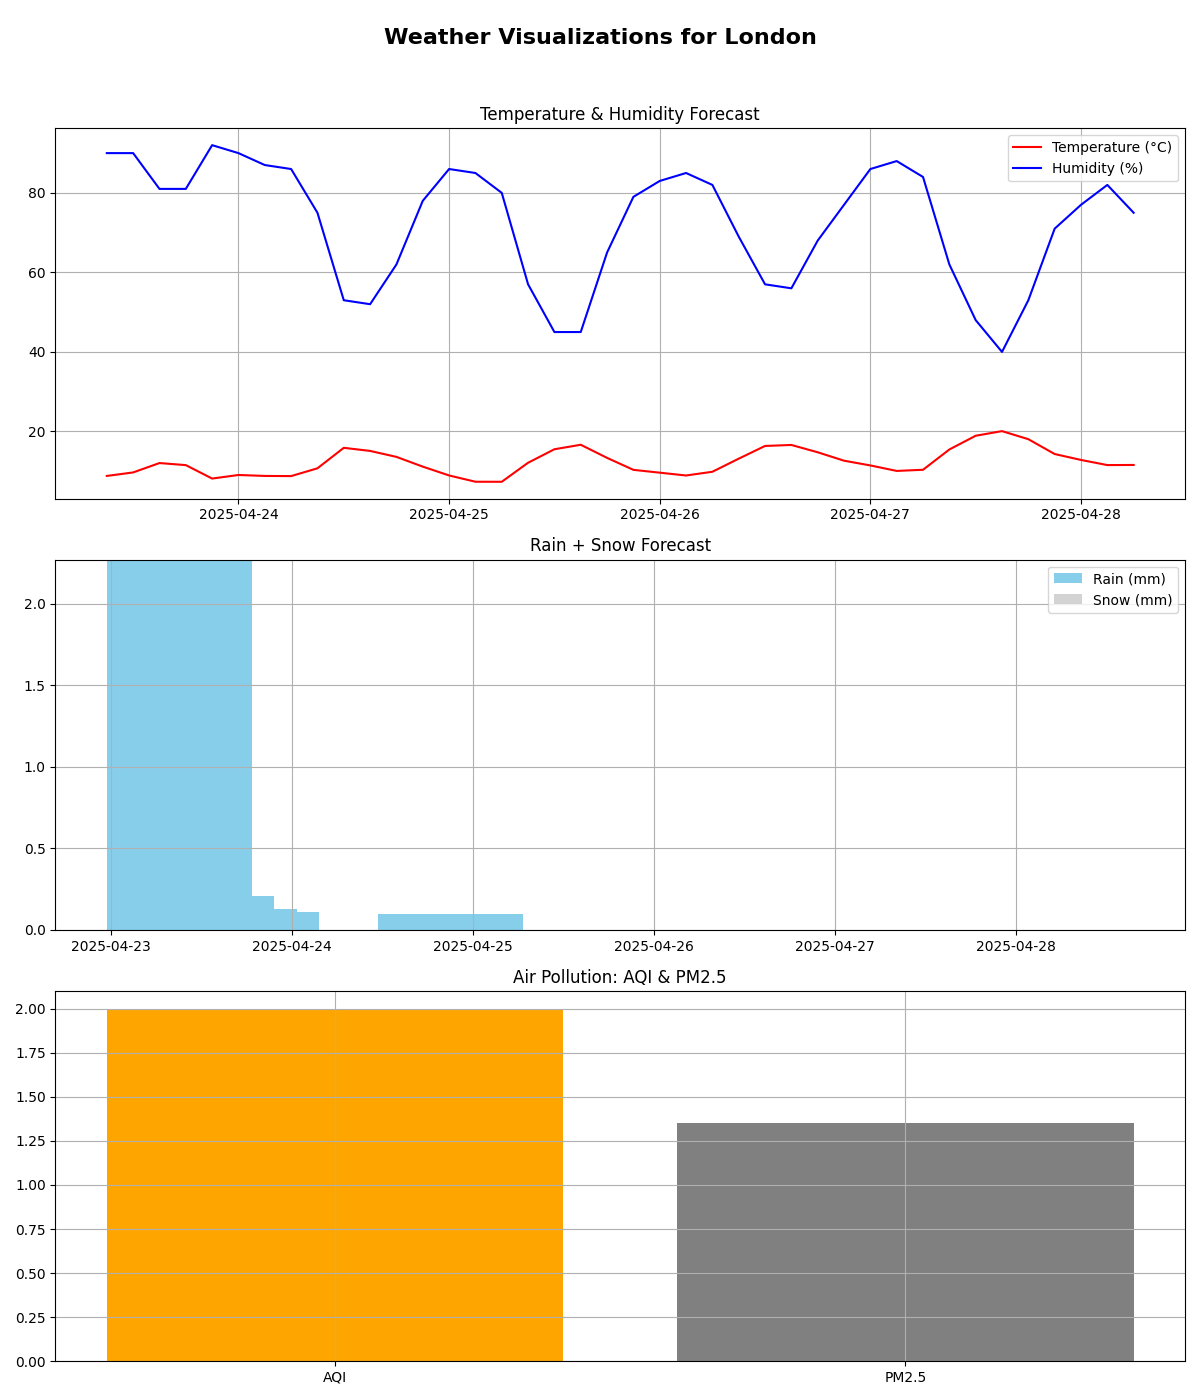 Weather Visualizations for London
Temperature & Humidity Forecast
Temperature (°C)
Humidity (%)
80
60
40
20
2025-04-24 2025-04-25 2025-04-26 2025-04-27 2025-04-28
Rain + Snow Forecast
Rain (mm)
Snow (mm)
2.0
1.5
1.0
0.5
0.0
2025-04-23 2025-04-24 2025-04-25 2025-04-26 2025-04-27 2025-04-28
Air Pollution: AQI & PM2.5
2.00
1.75
1.50
1.25
1.00
0.75
0.50
0.25
0.00
AQI PM2.5